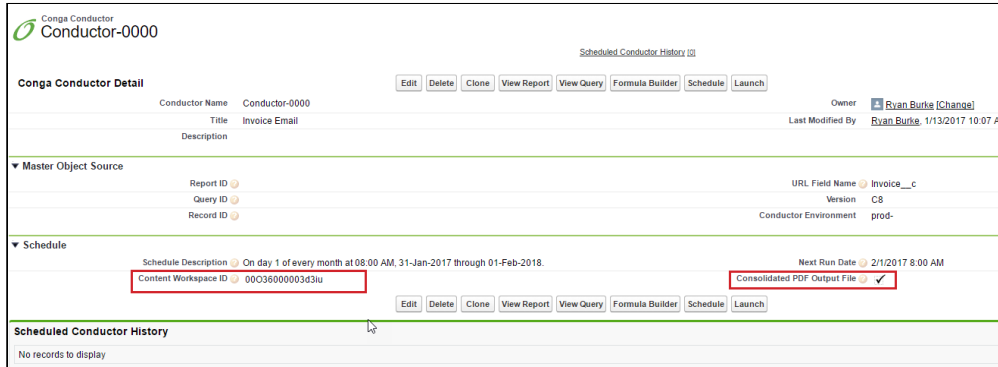 Conga Conductor
Conductor-0000
Scheduled Conductor History [0]
Conga Conductor Detail
Edit Delete Clone View Report View Query Formula Builder Schedule Launch
Conductor Name Conductor-0000 Owner Ryan Burke [Change]
Title Invoice Email Last Modified By Ryan Burke, 1/13/2017 10:07 A
Description
Master Object Source
Report ID URL Field Name Invoice__c
Query ID Version C8
Record ID Conductor Environment prod-
Schedule
Schedule Description On day 1 of every month at 08:00 AM, 31-Jan-2017 through 01-Feb-2018. Next Run Date 2/1/2017 8:00 AM
Content Workspace ID 00O36000003d3iu Consolidated PDF Output File ✓
Edit Delete Clone View Report View Query Formula Builder Schedule Launch
Scheduled Conductor History
No records to display